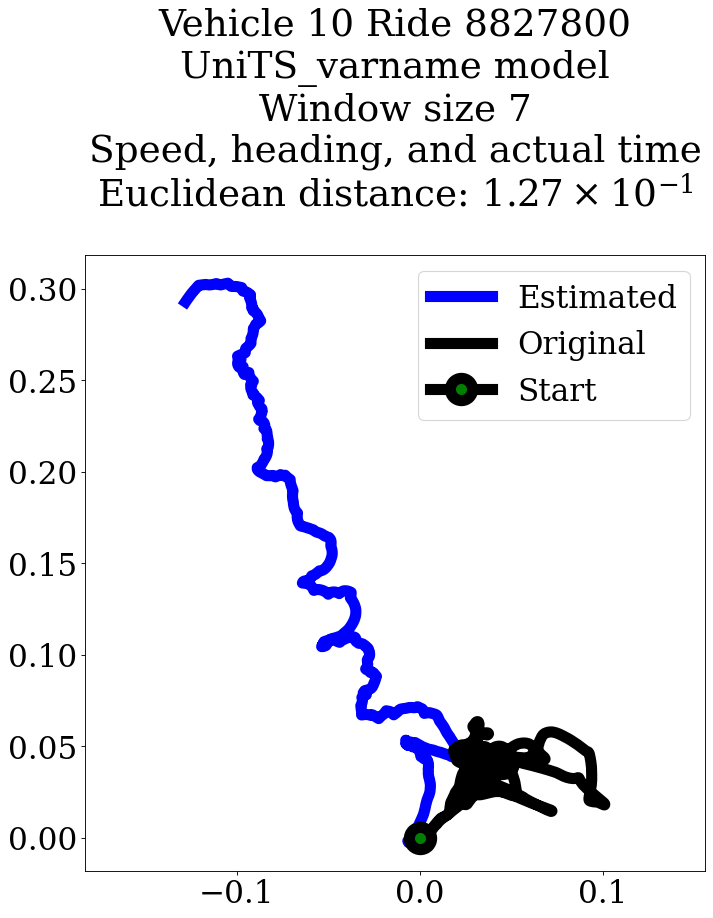 Vehicle 10 Ride 8827800
UniTS_varname model
Window size 7
Speed, heading, and actual time
Euclidean distance: 1.27 × 10⁻¹
Estimated
Original
Start
0.30
0.25
0.20
0.15
0.10
0.05
0.00
−0.1
0.0
0.1